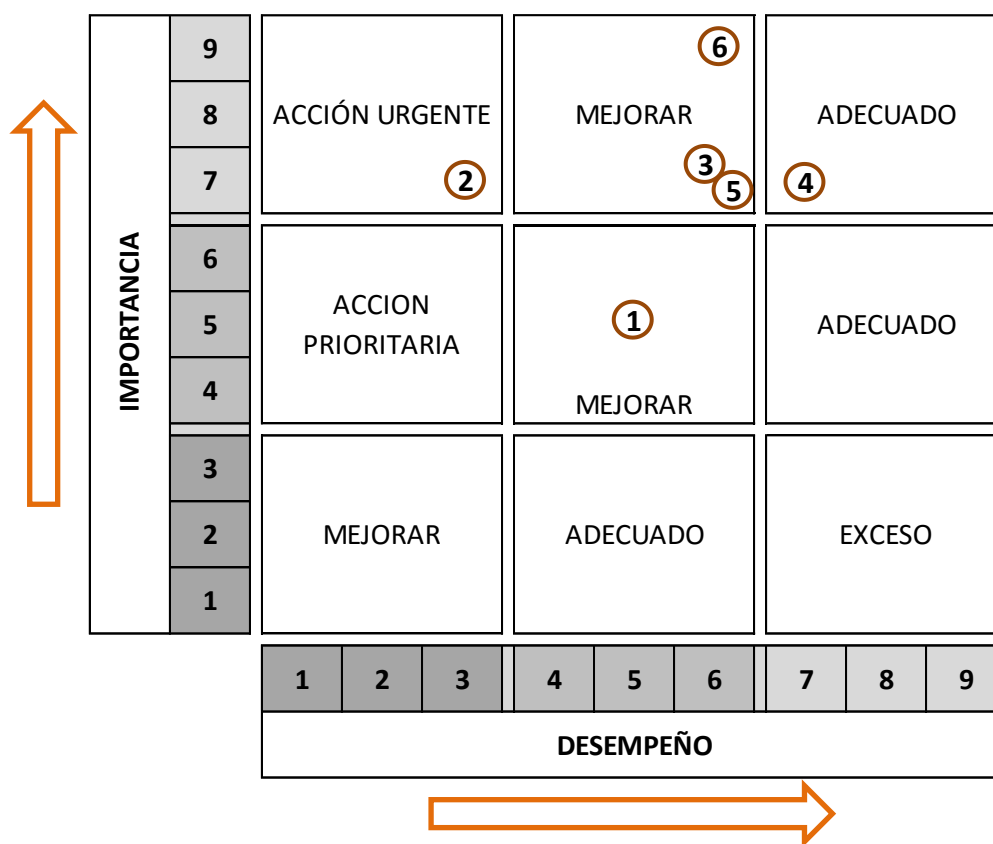 9
6
8
ACCIÓN URGENTE
MEJORAR
ADECUADO
7
2
3
5
4
IMPORTANCIA
6
5
ACCION
PRIORITARIA
1
ADECUADO
4
MEJORAR
3
2
MEJORAR
ADECUADO
EXCESO
1
1 2 3 4 5 6 7 8 9
DESEMPEÑO